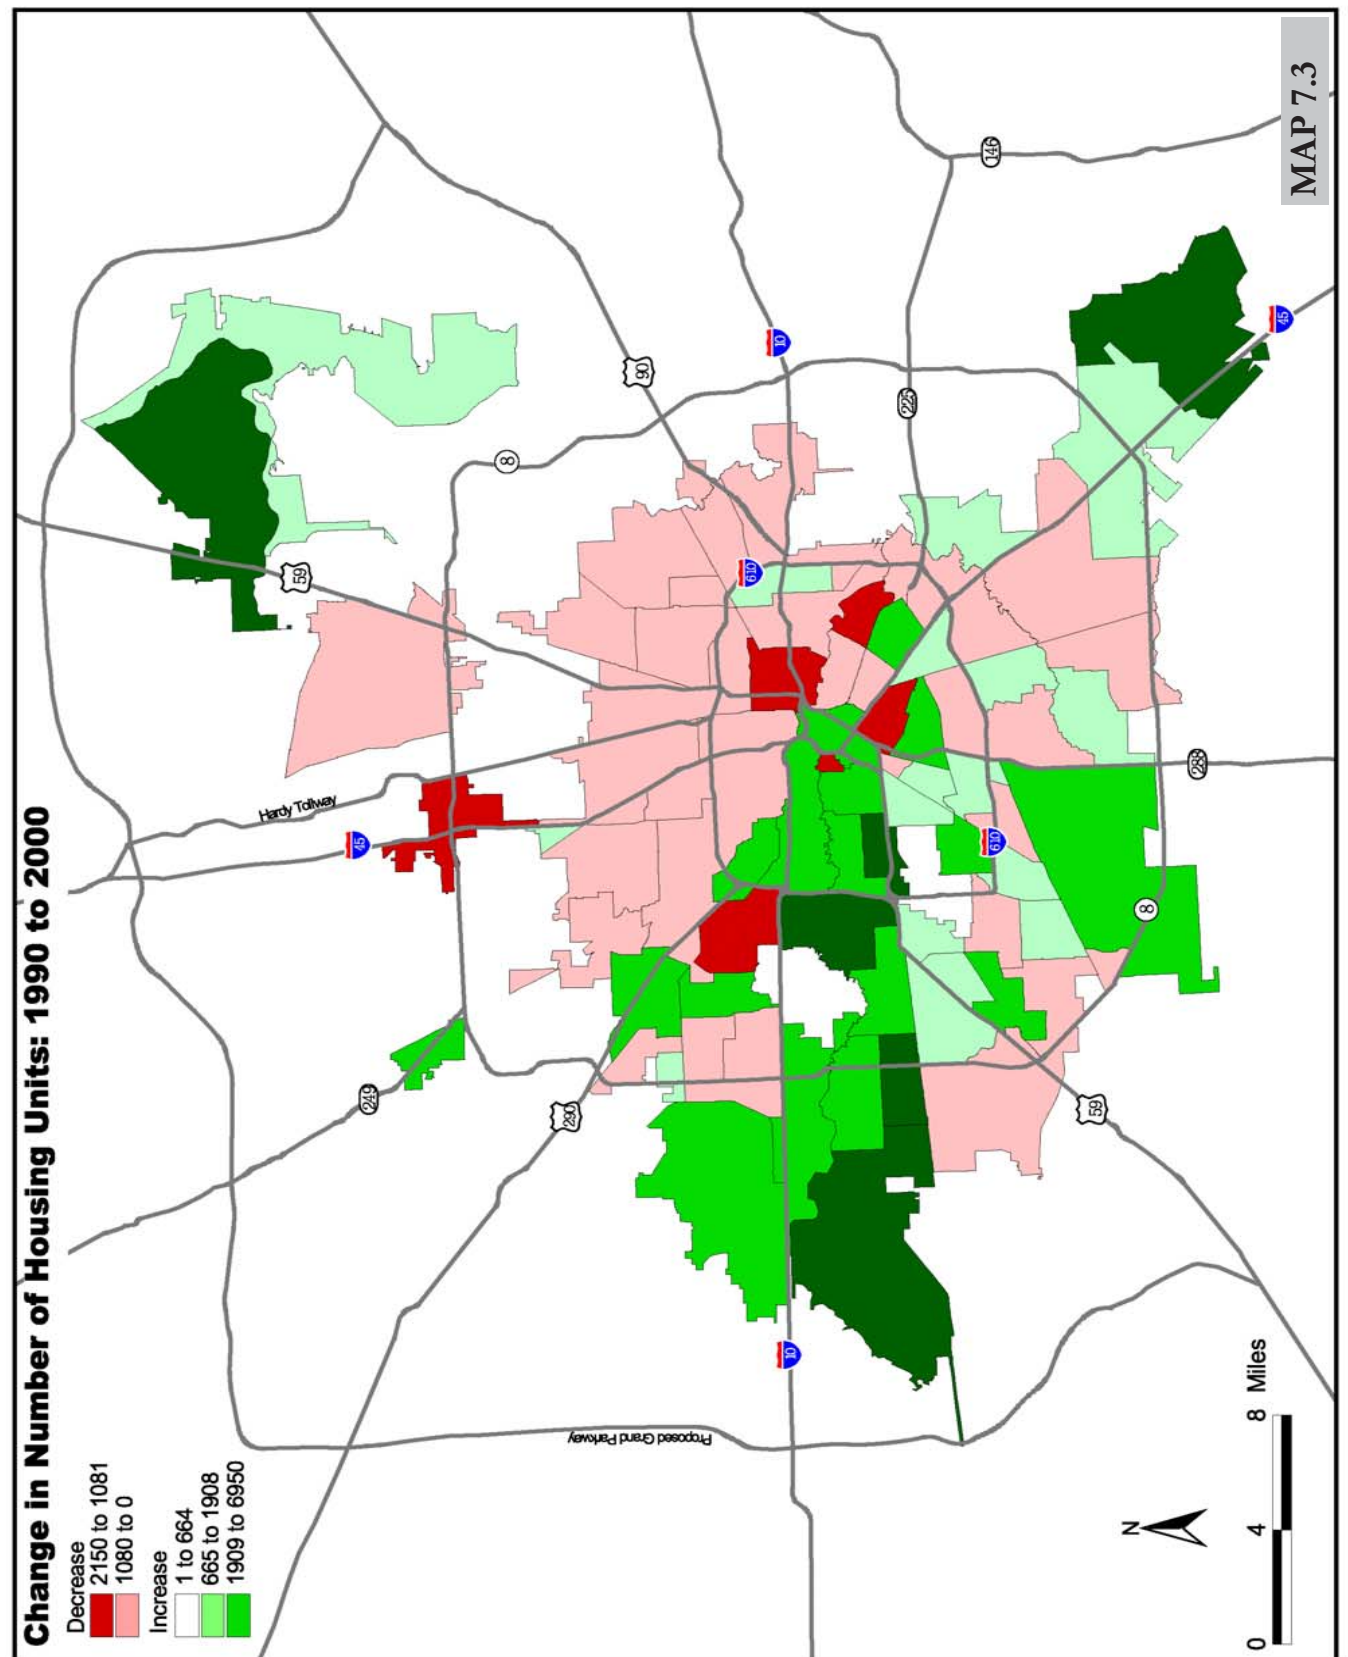 Change in Number of Housing Units: 1990 to 2000
Decrease
2150 to 1081
1080 to 0
Increase
1 to 664
665 to 1908
1909 to 6950
Hardy Tollway
Proposed Grand Parkway
45
249
290
59
8
90
10
610
225
146
45
288
610
8
59
10
N
0 4 8 Miles
MAP 7.3